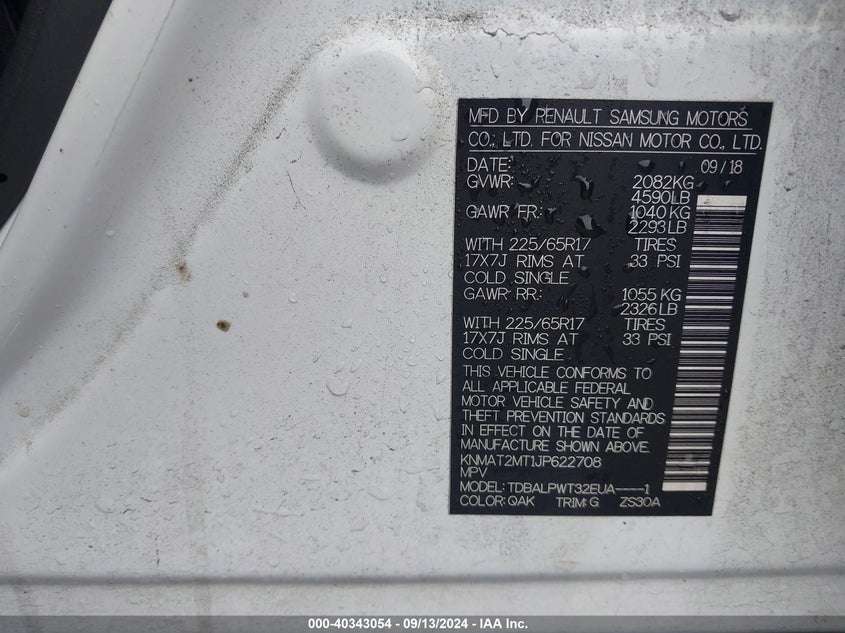 MFD BY RENAULT SAMSUNG MOTORS
CO., LTD. FOR NISSAN MOTOR CO., LTD.
DATE: 09/18
GVWR: 2082KG
4590LB
GAWR FR: 1040KG
2293LB
WITH 225/65R17 TIRES
17X7J RIMS AT 33 PSI
COLD SINGLE
GAWR RR: 1055 KG
2326LB
WITH 225/65R17 TIRES
17X7J RIMS AT 33 PSI
COLD SINGLE
THIS VEHICLE CONFORMS TO
ALL APPLICABLE FEDERAL
MOTOR VEHICLE SAFETY AND
THEFT PREVENTION STANDARDS
IN EFFECT ON THE DATE OF
MANUFACTURE SHOWN ABOVE.
KNMAT2MT1JP622708
MPV
MODEL: TDBALPWT32EUA----1
COLOR: QAK TRIM: G ZS30A
000-40343054 - 09/13/2024 - IAA Inc.